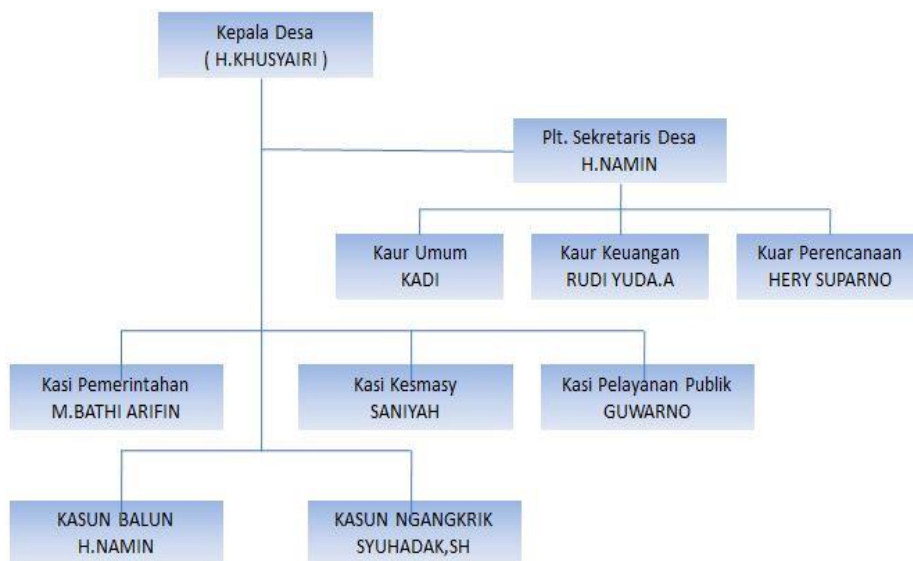 Kepala Desa
( H.KHUSYAIRI )
Plt. Sekretaris Desa
H.NAMIN
Kaur Umum
KADI
Kaur Keuangan
RUDI YUDA.A
Kuar Perencanaan
HERY SUPARNO
Kasi Pemerintahan
M.BATHI ARIFIN
Kasi Kesmasy
SANIYAH
Kasi Pelayanan Publik
GUWARNO
KASUN BALUN
H.NAMIN
KASUN NGANGKRIK
SYUHADAK,SH